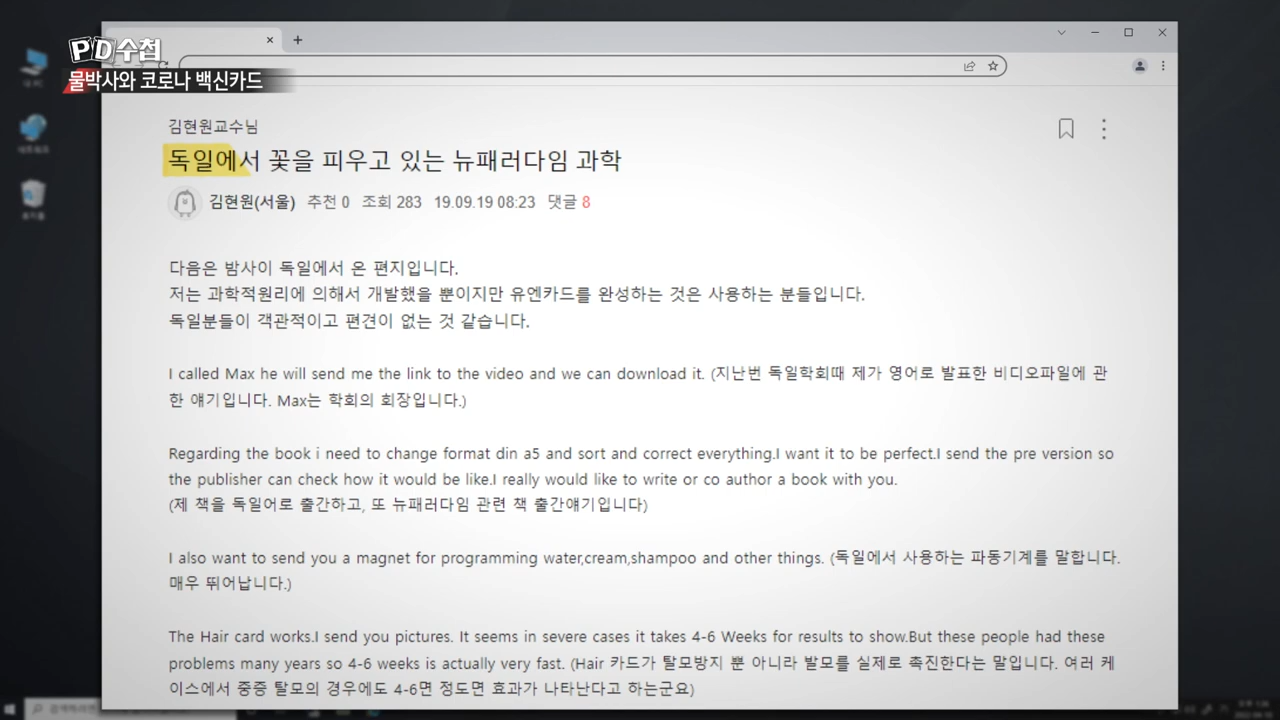 PD수첩
물박사와 코로나 백신카드
김현원교수님
독일에서 꽃을 피우고 있는 뉴패러다임 과학
김현원(서울) 추천 0 조회 283 19.09.19 08:23 댓글 8
다음은 밤사이 독일에서 온 편지입니다.
저는 과학적원리에 의해서 개발했을 뿐이지만 유엔카드를 완성하는 것은 사용하는 분들입니다.
독일분들이 객관적이고 편견이 없는 것 같습니다.
I called Max he will send me the link to the video and we can download it. (지난번 독일학회때 제가 영어로 발표한 비디오파일에 관
한 얘기입니다. Max는 학회의 회장입니다.)
Regarding the book i need to change format din a5 and sort and correct everything.I want it to be perfect.I send the pre version so
the publisher can check how it would be like.I really would like to write or co author a book with you.
(제 책을 독일어로 출간하고, 또 뉴패러다임 관련 책 출간얘기입니다)
I also want to send you a magnet for programming water,cream,shampoo and other things. (독일에서 사용하는 파동기계를 말합니다.
매우 뛰어납니다.)
The Hair card works.I send you pictures. It seems in severe cases it takes 4-6 Weeks for results to show.But these people had these
problems many years so 4-6 weeks is actually very fast. (Hair 카드가 탈모방지 뿐 아니라 발모를 실제로 촉진한다는 말입니다. 여러 케
이스에서 중증 탈모의 경우에도 4-6면 정도면 효과가 나타난다고 하는군요)